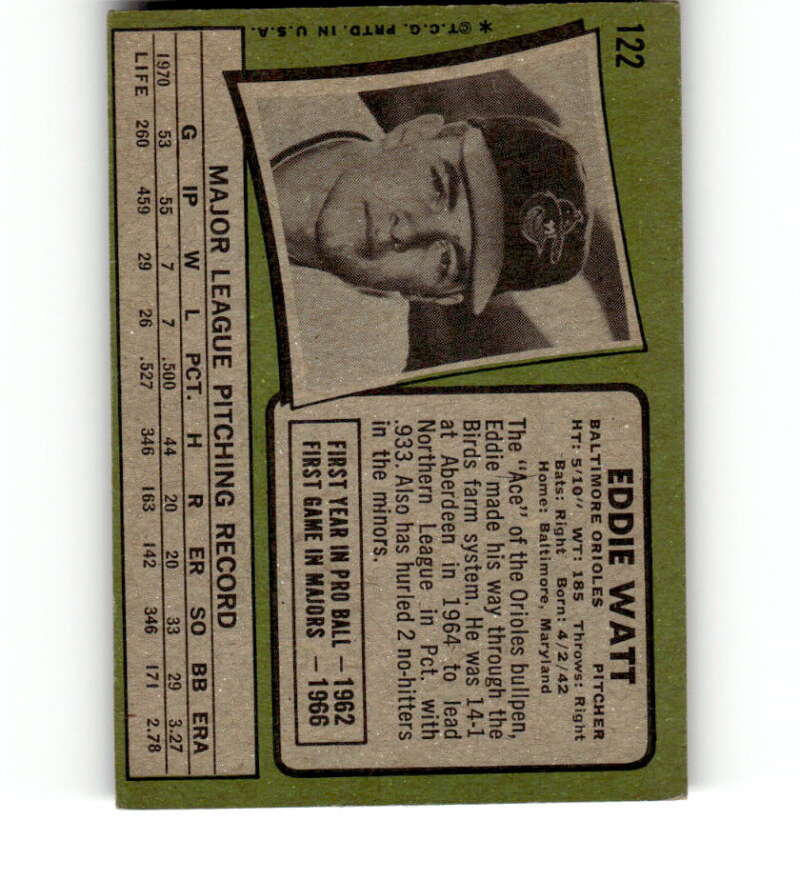 122
*©T.C.G. PRTD. IN U.S.A.
EDDIE WATT
BALTIMORE ORIOLES PITCHER
HT: 5'10" WT: 185 Throws: Right
Bats: Right Born: 4/2/42
Home: Baltimore, Maryland
The "Ace" of the Orioles bullpen,
Eddie made his way through the
Birds farm system. He was 14-1
at Aberdeen in 1964 to lead
Northern League in Pct. with
.933. Also has hurled 2 no-hitters
in the minors.
FIRST YEAR IN PRO BALL — 1962
FIRST GAME IN MAJORS — 1966
MAJOR LEAGUE PITCHING RECORD
G IP W L PCT. H R ER SO BB ERA
1970 53 55 7 7 .500 44 20 20 33 29 3.27
LIFE 260 459 29 26 .527 346 163 142 346 171 2.78